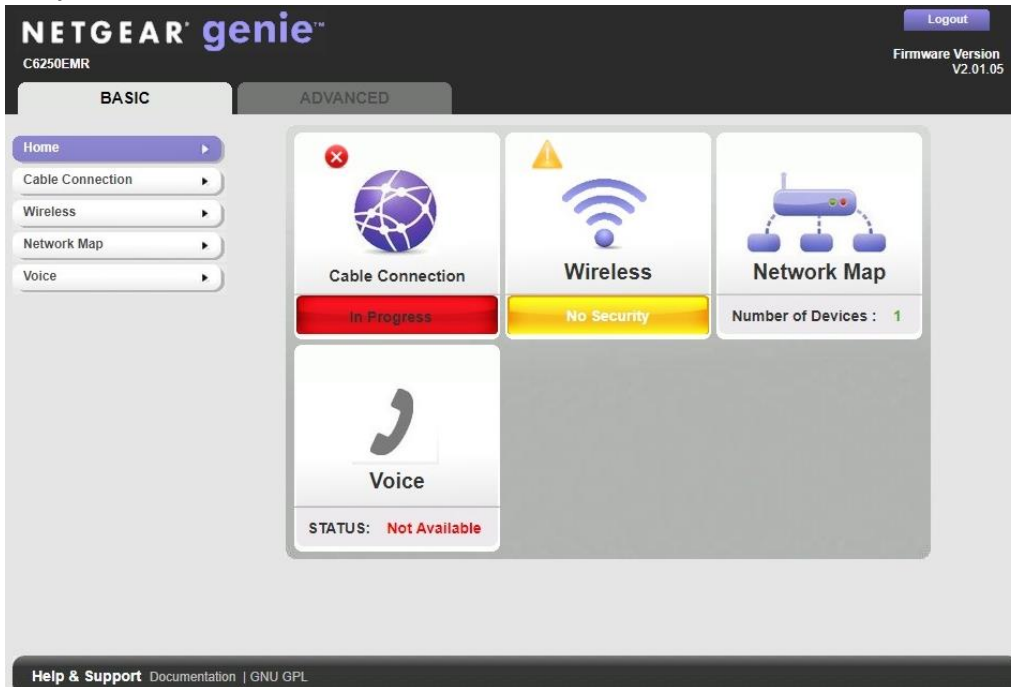 NETGEAR® genie™
Logout
C6250EMR
Firmware Version
V2.01.05
BASIC
ADVANCED
Home
Cable Connection
Wireless
Network Map
Voice
Cable Connection
In Progress
Wireless
No Security
Network Map
Number of Devices : 1
Voice
STATUS: Not Available
Help & Support Documentation | GNU GPL